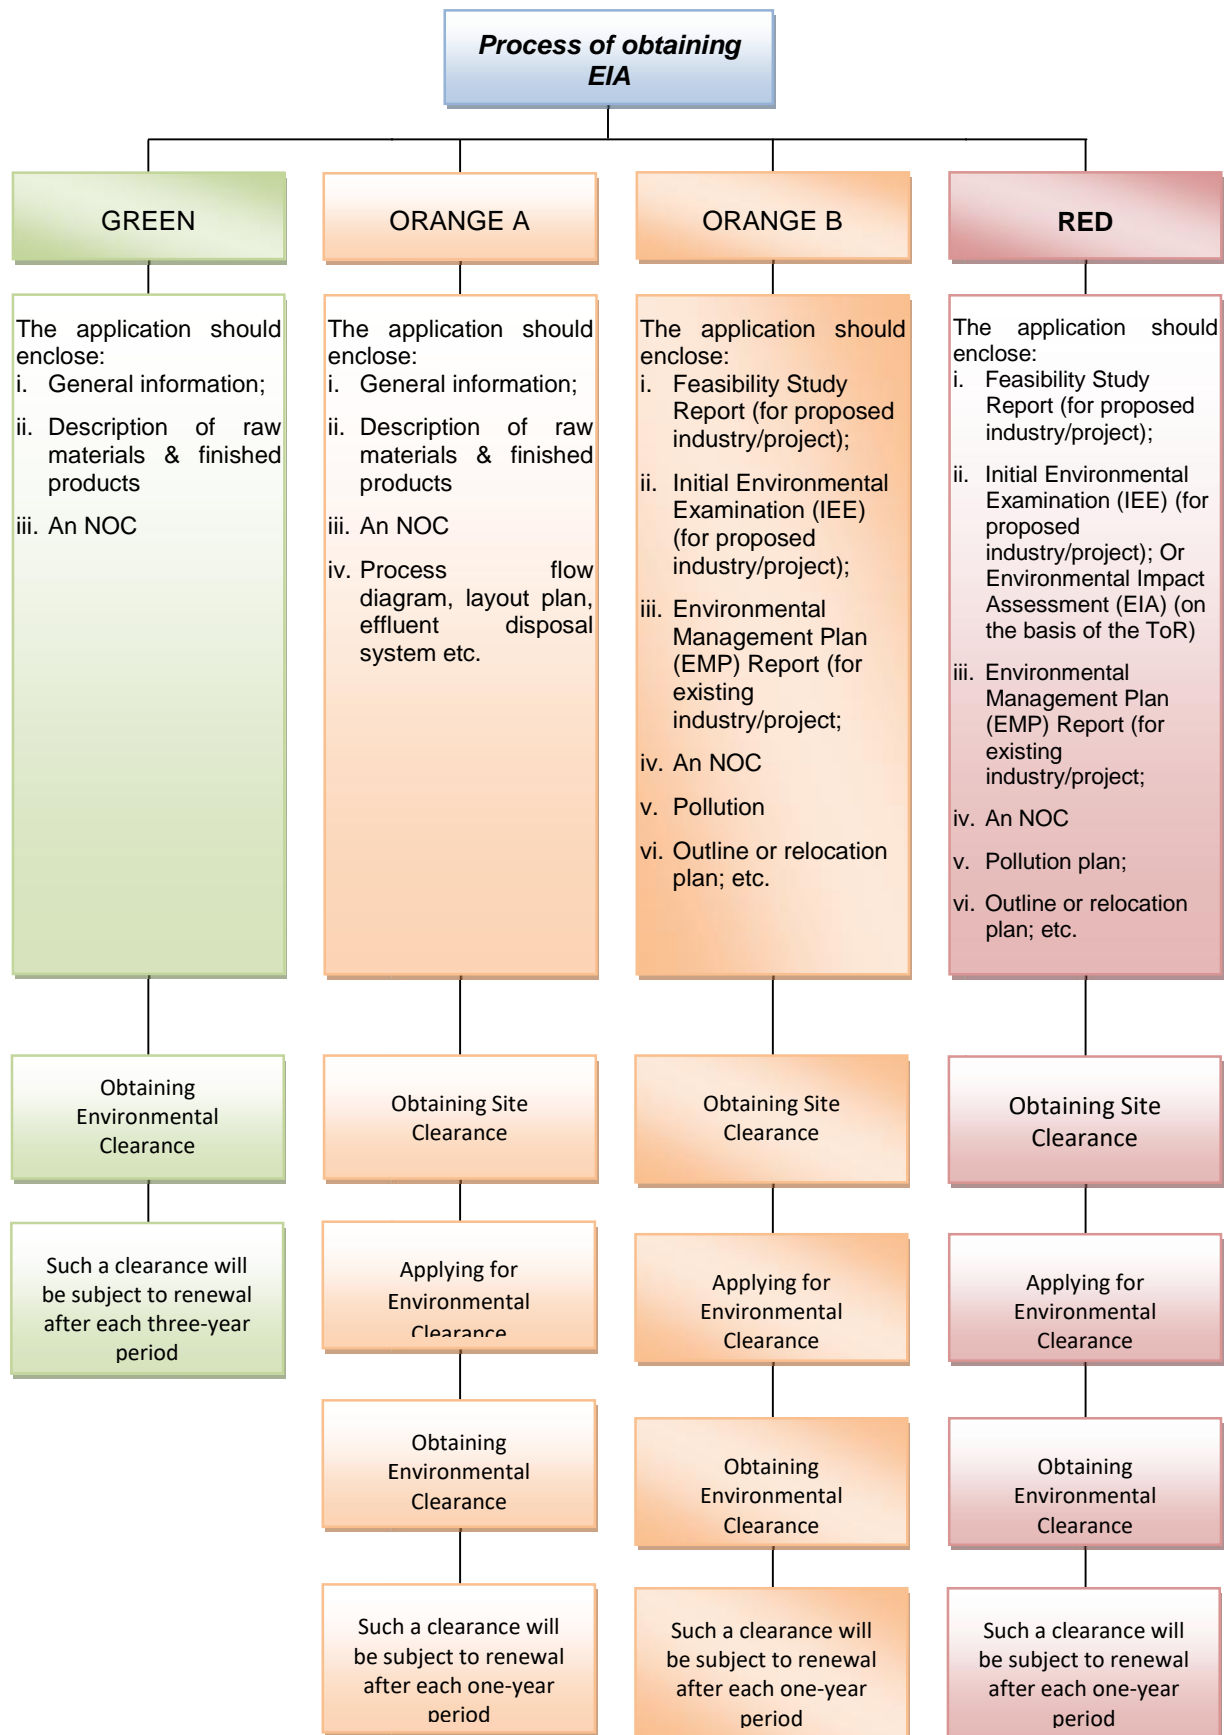 Process of obtaining
EIA
GREEN
ORANGE A
ORANGE B
RED
The application should
enclose:
i. General information;
ii. Description of raw
materials & finished
products
iii. An NOC
The application should
enclose:
i. General information;
ii. Description of raw
materials & finished
products
iii. An NOC
iv. Process flow
diagram, layout plan,
effluent disposal
system etc.
The application should
enclose:
i. Feasibility Study
Report (for proposed
industry/project);
ii. Initial Environmental
Examination (IEE)
(for proposed
industry/project);
iii. Environmental
Management Plan
(EMP) Report (for
existing
industry/project;
iv. An NOC
v. Pollution
vi. Outline or relocation
plan; etc.
The application should
enclose:
i. Feasibility Study
Report (for proposed
industry/project);
ii. Initial Environmental
Examination (IEE) (for
proposed
industry/project); Or
Environmental Impact
Assessment (EIA) (on
the basis of the ToR)
iii. Environmental
Management Plan
(EMP) Report (for
existing
industry/project;
iv. An NOC
v. Pollution plan;
vi. Outline or relocation
plan; etc.
Obtaining
Environmental
Clearance
Obtaining Site
Clearance
Obtaining Site
Clearance
Obtaining Site
Clearance
Such a clearance will
be subject to renewal
after each three-year
period
Applying for
Environmental
Clearance
Applying for
Environmental
Clearance
Applying for
Environmental
Clearance
Obtaining
Environmental
Clearance
Obtaining
Environmental
Clearance
Obtaining
Environmental
Clearance
Such a clearance will
be subject to renewal
after each one-year
period
Such a clearance will
be subject to renewal
after each one-year
period
Such a clearance will
be subject to renewal
after each one-year
period